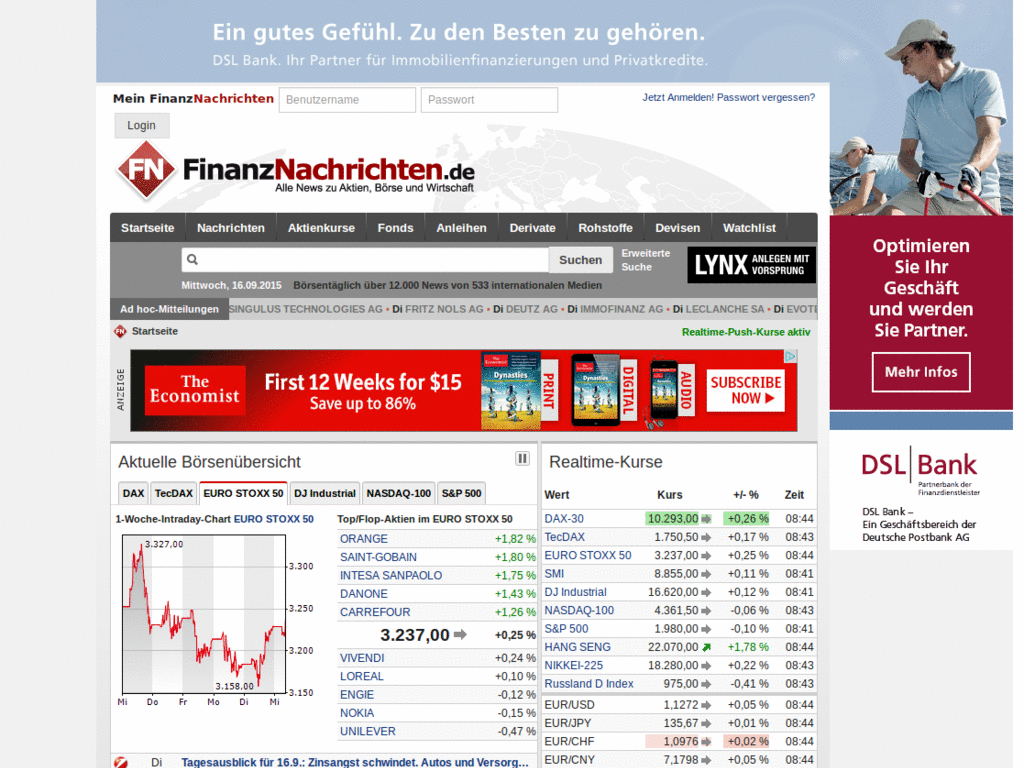 Ein gutes Gefühl. Zu den Besten zu gehören.
DSL Bank. Ihr Partner für Immobilienfinanzierungen und Privatkredite.
Mein FinanzNachrichten Benutzername Passwort Jetzt Anmelden! Passwort vergessen?
Login
FN FinanzNachrichten.de
Alle News zu Aktien, Börse und Wirtschaft
Startseite Nachrichten Aktienkurse Fonds Anleihen Derivate Rohstoffe Devisen Watchlist
Suchen Erweiterte Suche LYNX ANLEGEN MIT VORSPRUNG
Mittwoch, 16.09.2015 Börsentäglich über 12.000 News von 533 internationalen Medien
Ad hoc-Mitteilungen SINGULUS TECHNOLOGIES AG • Di FRITZ NOLS AG • Di DEUTZ AG • Di IMMOFINANZ AG • Di LECLANCHE SA • Di EVOTE
Startseite Realtime-Push-Kurse aktiv
ANZEIGE
The Economist
First 12 Weeks for $15
Save up to 86%
The Economist
Dynasties
PRINT
Dynasties
DIGITAL
AUDIO
SUBSCRIBE
NOW
Optimieren
Sie Ihr
Geschäft
und werden
Sie Partner.
Mehr Infos
DSL Bank
Partnerbank der
Finanzdienstleister
DSL Bank –
Ein Geschäftsbereich der
Deutsche Postbank AG
Aktuelle Börsenübersicht
DAX TecDAX EURO STOXX 50 DJ Industrial NASDAQ-100 S&P 500
1-Woche-Intraday-Chart EURO STOXX 50
3.327,00
3.300
3.250
3.200
3.158,00
3.150
Mi Do Fr Mo Di Mi
Top/Flop-Aktien im EURO STOXX 50
ORANGE +1,82 %
SAINT-GOBAIN +1,80 %
INTESA SANPAOLO +1,75 %
DANONE +1,43 %
CARREFOUR +1,26 %
3.237,00 +0,25 %
VIVENDI +0,24 %
LOREAL +0,10 %
ENGIE -0,12 %
NOKIA -0,15 %
UNILEVER -0,47 %
Di Tagesausblick für 16.9.: Zinsangst schwindet. Autos und Versorg…
Realtime-Kurse
Wert Kurs +/- % Zeit
DAX-30 10.293,00 +0,26 % 08:44
TecDAX 1.750,50 +0,17 % 08:43
EURO STOXX 50 3.237,00 +0,25 % 08:44
SMI 8.855,00 +0,11 % 08:41
DJ Industrial 16.620,00 +0,12 % 08:41
NASDAQ-100 4.361,50 -0,06 % 08:43
S&P 500 1.980,00 -0,10 % 08:41
HANG SENG 22.070,00 +1,78 % 08:44
NIKKEI-225 18.280,00 +0,22 % 08:43
Russland D Index 975,00 -0,41 % 08:43
EUR/USD 1,1272 +0,05 % 08:44
EUR/JPY 135,67 +0,01 % 08:44
EUR/CHF 1,0976 +0,02 % 08:44
EUR/CNY 7,1798 +0,05 % 08:44